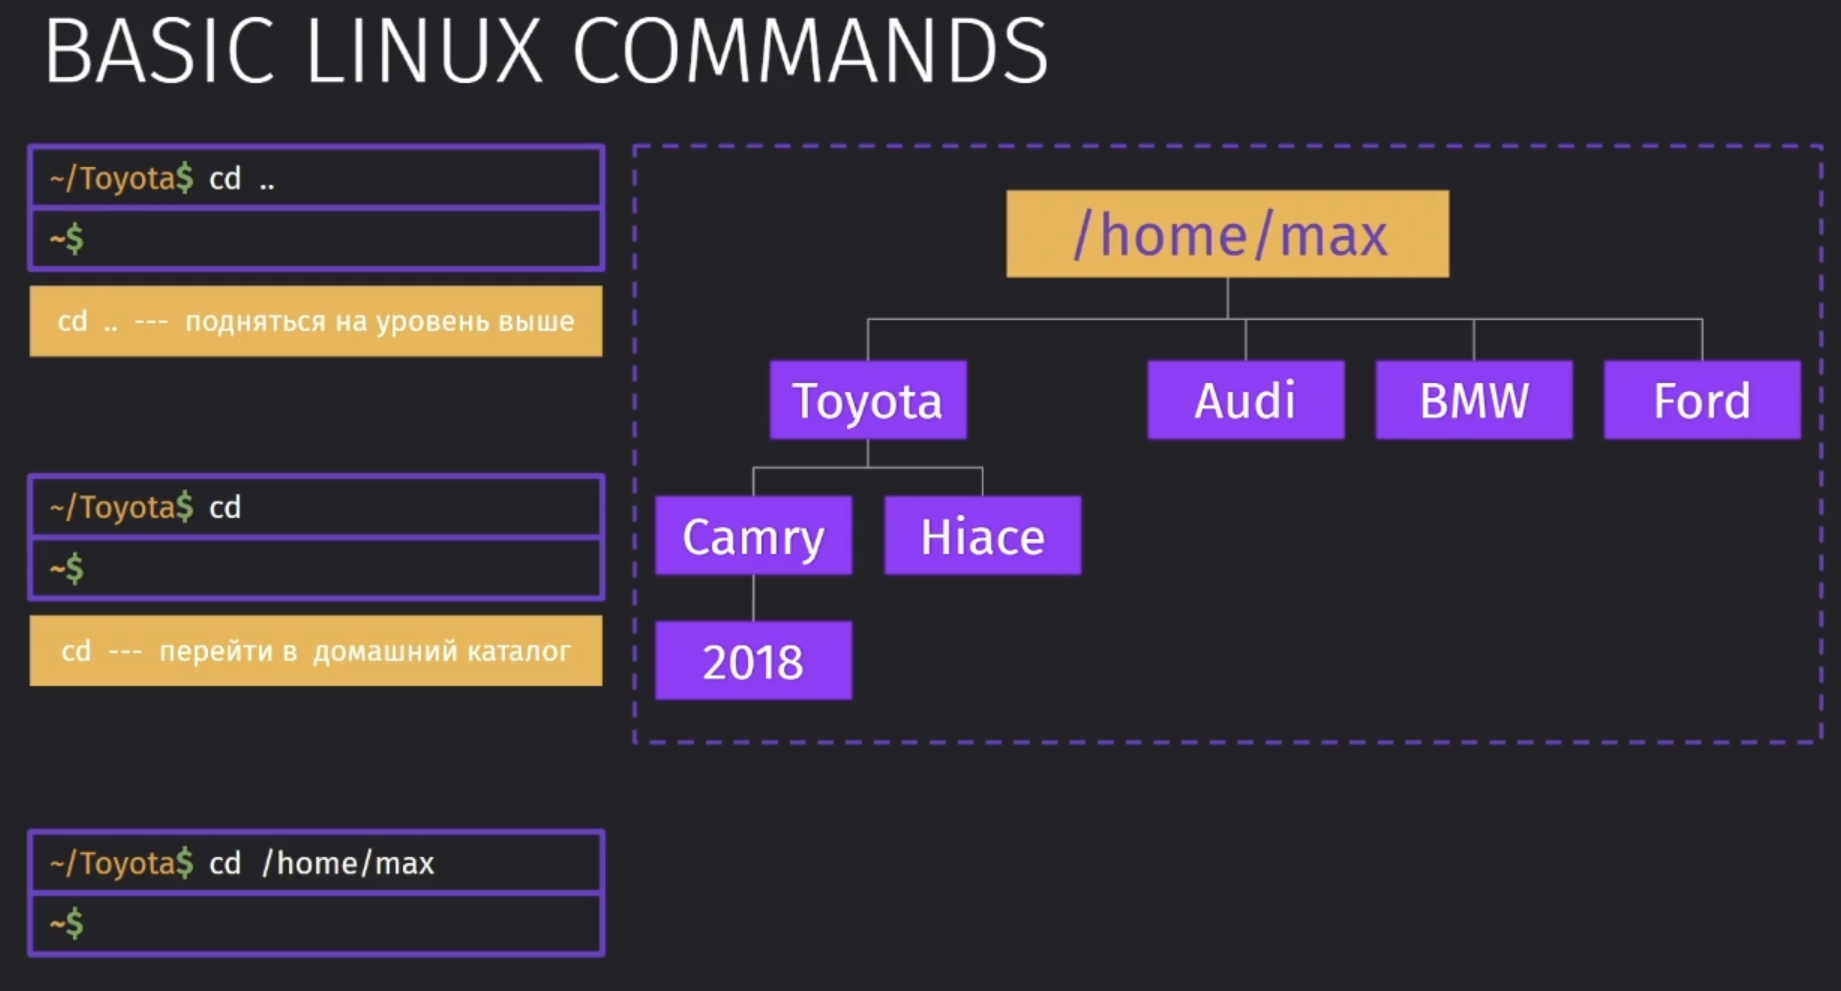 BASIC LINUX COMMANDS
~/Toyota$ cd ..
~$
cd .. --- подняться на уровень выше
~/Toyota$ cd
~$
cd --- перейти в домашний каталог
~/Toyota$ cd /home/max
~$
/home/max
Toyota
Audi
BMW
Ford
Camry
Hiace
2018